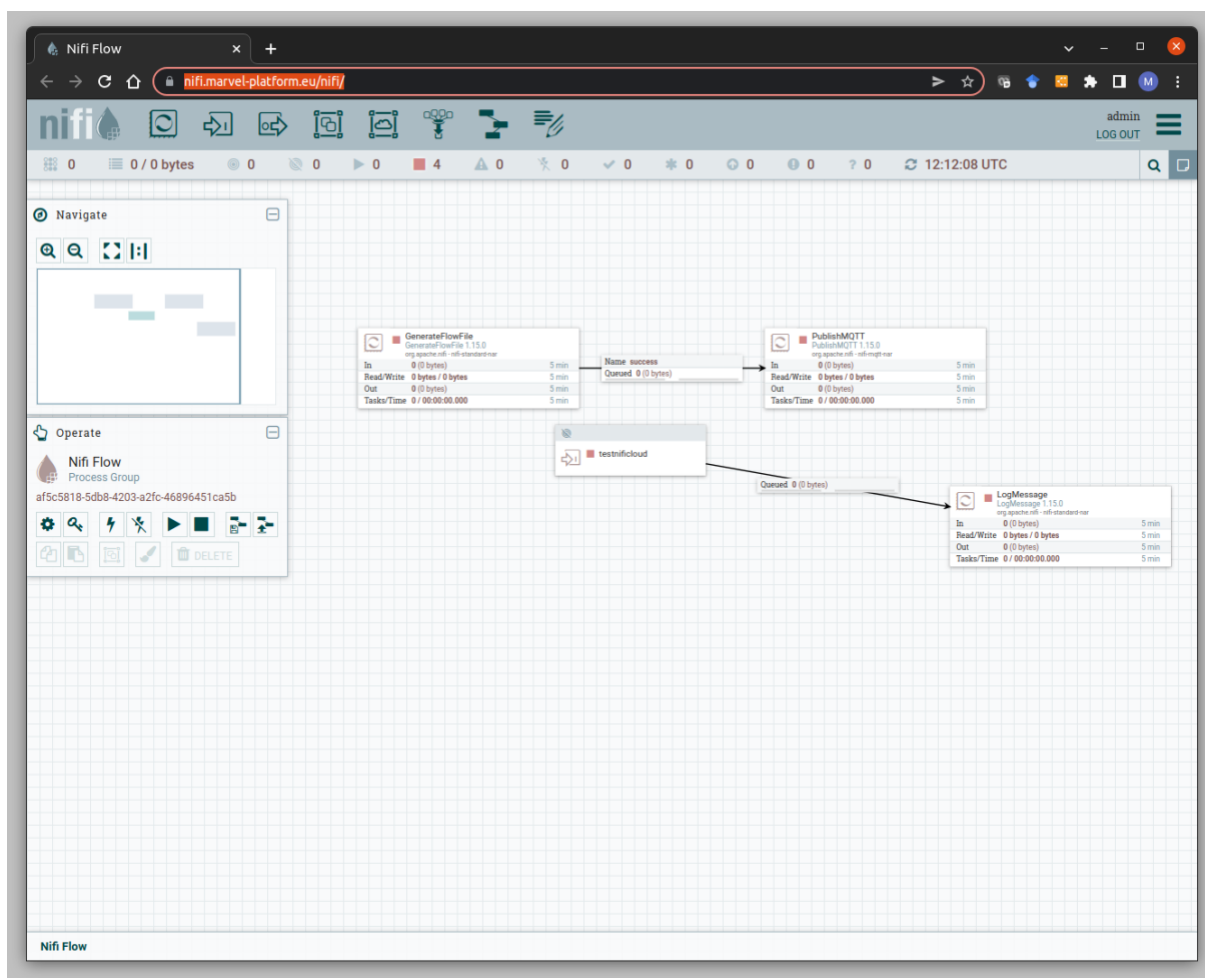 Nifi Flow
nifi.marvel-platform.eu/nifi/
M
nifi
admin
LOG OUT
0 0 / 0 bytes 0 0 0 4 0 0 0 0 0 0 ? 0 12:12:08 UTC
Navigate
GenerateFlowFile
GenerateFlowFile 1.15.0
org.apache.nifi - nifi-standard-nar
In 0 (0 bytes) 5 min
Read/Write 0 bytes / 0 bytes 5 min
Out 0 (0 bytes) 5 min
Tasks/Time 0 / 00:00:00.000 5 min
Name success
Queued 0 (0 bytes)
PublishMQTT
PublishMQTT 1.15.0
org.apache.nifi - nifi-mqtt-nar
In 0 (0 bytes) 5 min
Read/Write 0 bytes / 0 bytes 5 min
Out 0 (0 bytes) 5 min
Tasks/Time 0 / 00:00:00.000 5 min
Operate
Nifi Flow
Process Group
af5c5818-5db8-4203-a2fc-46896451ca5b
DELETE
testnificloud
Queued 0 (0 bytes)
LogMessage
LogMessage 1.15.0
org.apache.nifi - nifi-standard-nar
In 0 (0 bytes) 5 min
Read/Write 0 bytes / 0 bytes 5 min
Out 0 (0 bytes) 5 min
Tasks/Time 0 / 00:00:00.000 5 min
Nifi Flow